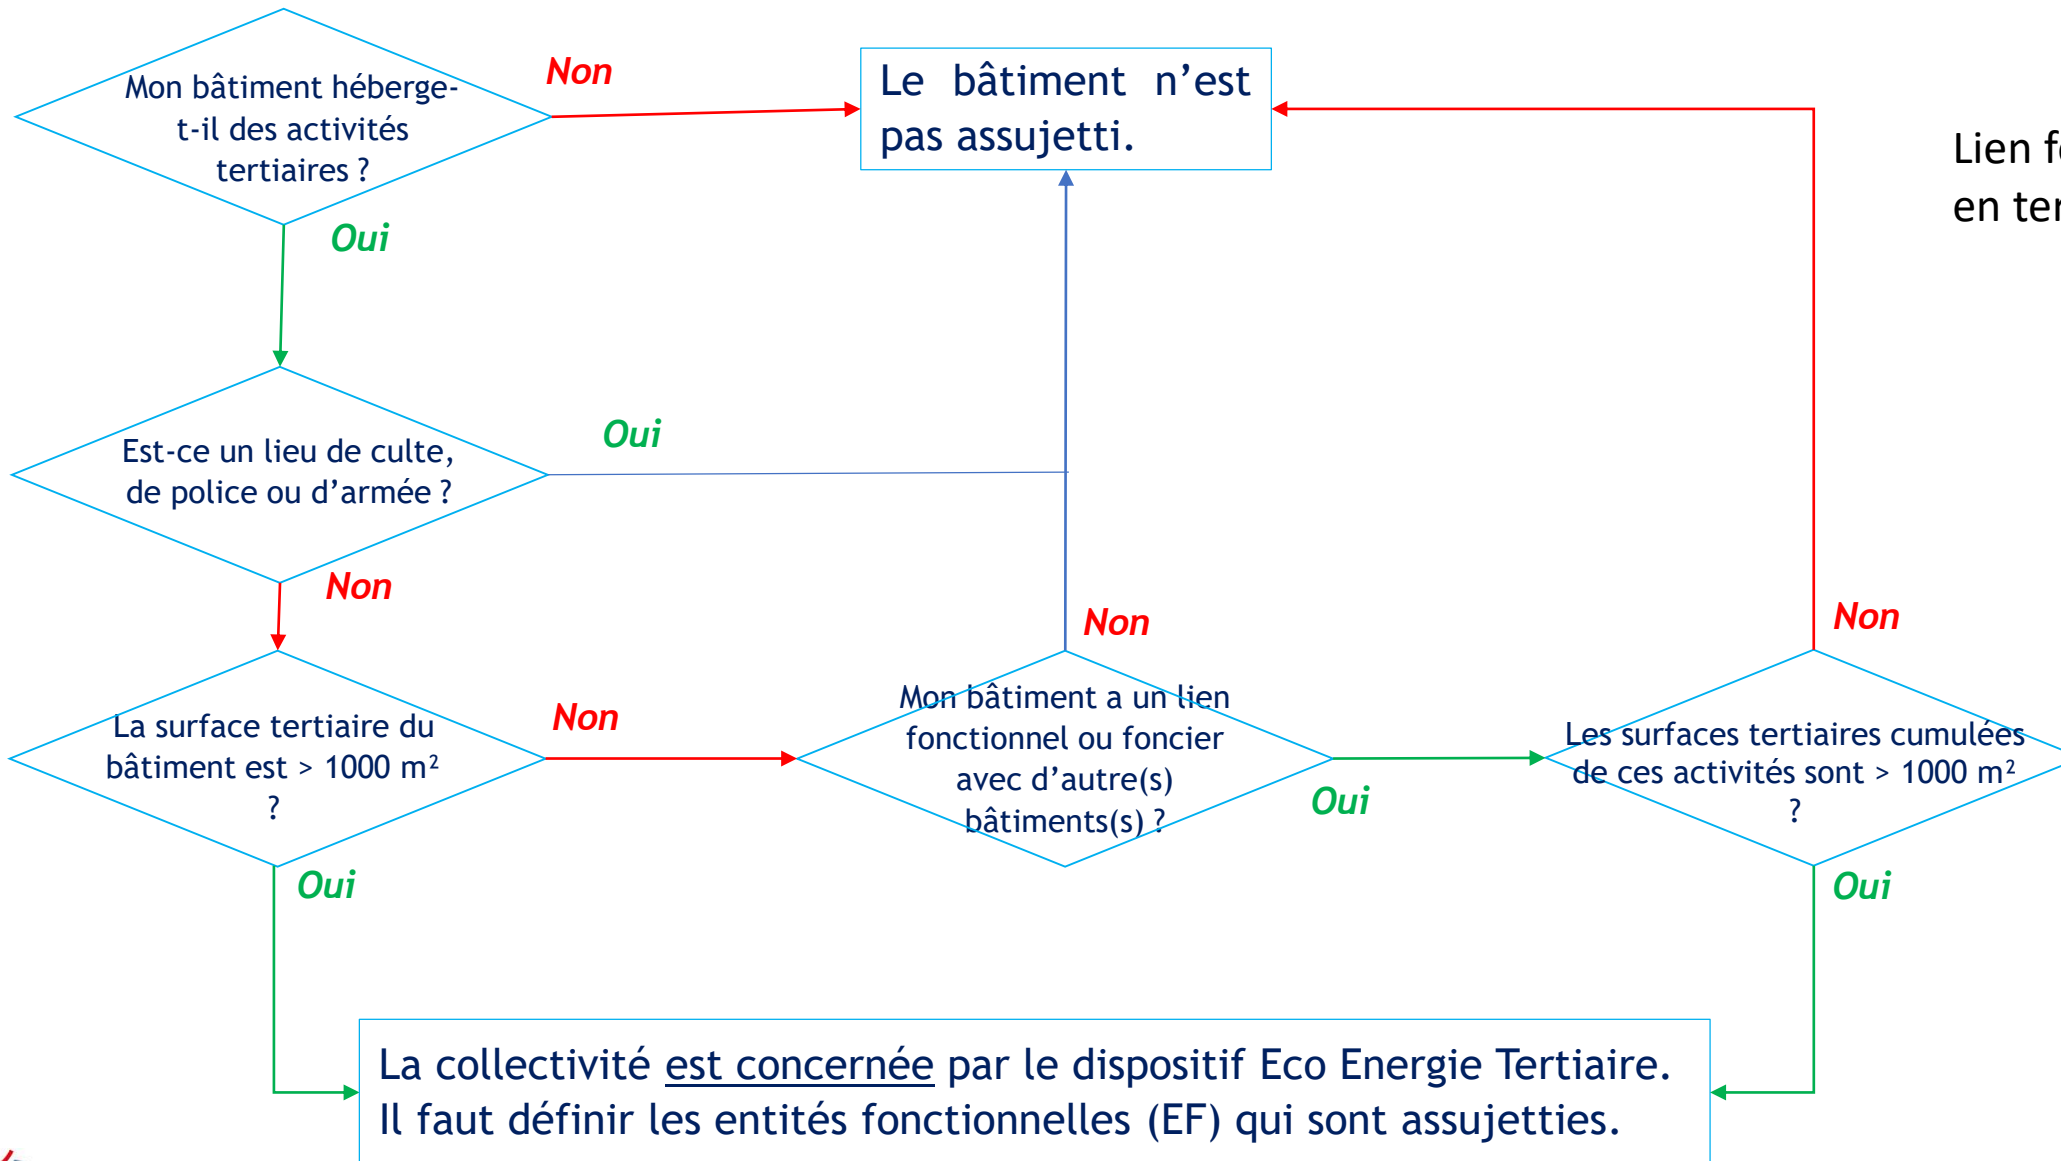 Mon bâtiment héberge-
t-il des activités
tertiaires ?
Non
Le bâtiment n’est
pas assujetti.
Lien
en
Oui
Est-ce un lieu de culte,
de police ou d’armée ?
Oui
Non
La surface tertiaire du
bâtiment est > 1000 m²
?
Non
Mon bâtiment a un lien
fonctionnel ou foncier
avec d’autre(s)
bâtiments(s) ?
Non
Oui
Les surfaces tertiaires cumulées
de ces activités sont > 1000 m²
?
Non
Oui
Oui
La collectivité est concernée par le dispositif Eco Energie Tertiaire.
Il faut définir les entités fonctionnelles (EF) qui sont assujetties.